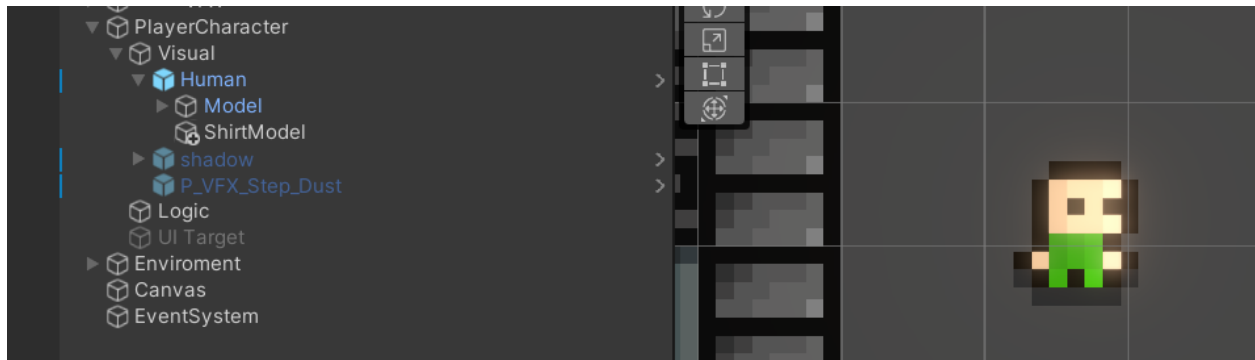 PlayerCharacter
Visual
Human
Model
ShirtModel
shadow
P_VFX_Step_Dust
Logic
UI Target
Enviroment
Canvas
EventSystem